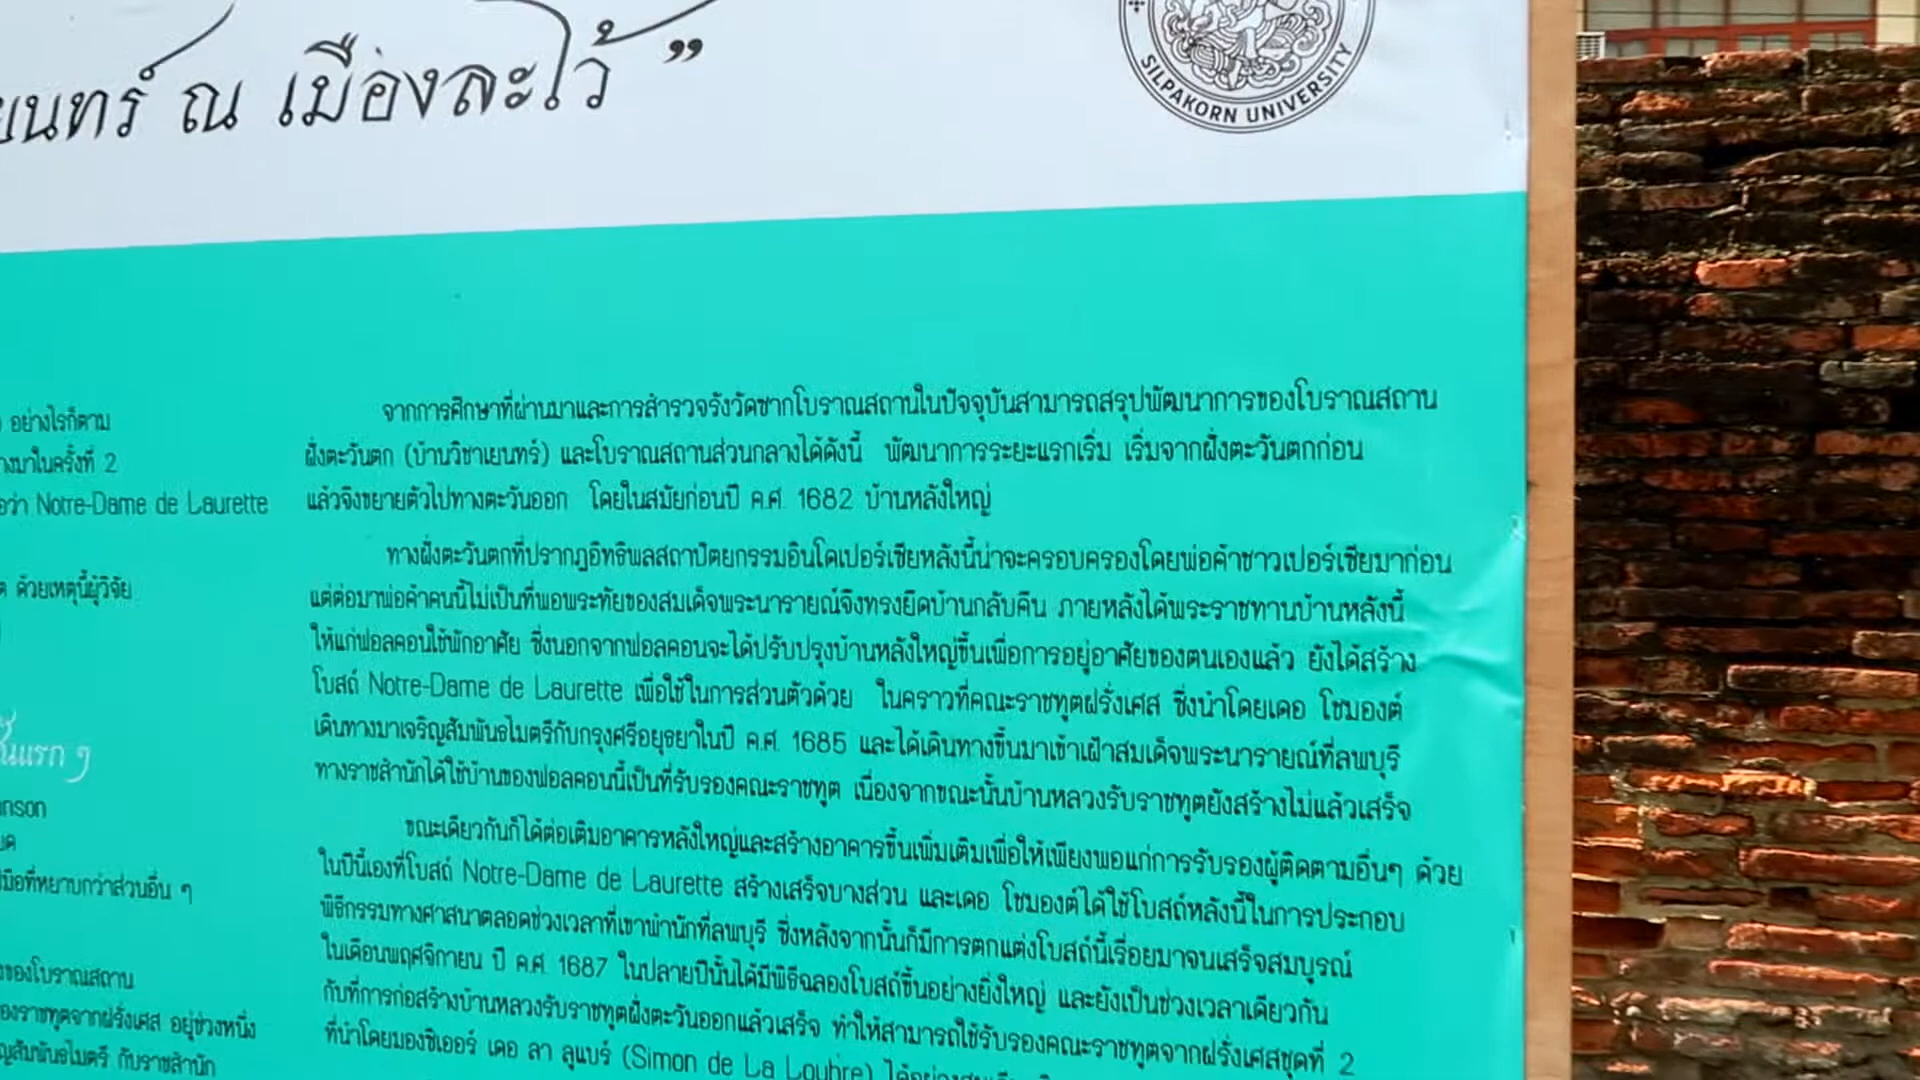 ยนทร์ ณ เมืองละโว้ ”
SILPAKORN UNIVERSITY
อย่างไรก็ตาม
งมาในครั้งที่ 2
ว่า Notre-Dame de Laurette
ด้วยเหตุนี้ผู้วิจัย
แรก ๆ
nson
มือที่หยาบกว่าส่วนอื่น ๆ
ของโบราณสถาน
องราชทูตจากฝรั่งเศส อยู่ช่วงหนึ่ง
ญสัมพันธไมตรี กับราชสำนัก
จากการศึกษาที่ผ่านมาและการสำรวจรังวัดซากโบราณสถานในปัจจุบันสามารถสรุปพัฒนาการของโบราณสถาน
ฝั่งตะวันตก (บ้านวิชาเยนทร์) และโบราณสถานส่วนกลางได้ดังนี้ พัฒนาการระยะแรกเริ่ม เริ่มจากฝั่งตะวันตกก่อน
แล้วจึงขยายตัวไปทางตะวันออก โดยในสมัยก่อนปี ค.ศ. 1682 บ้านหลังใหญ่
ทางฝั่งตะวันตกที่ปรากฏอิทธิพลสถาปัตยกรรมอินโดเปอร์เซียหลังนี้น่าจะครอบครองโดยพ่อค้าชาวเปอร์เซียมาก่อน
แต่ต่อมาพ่อค้าคนนี้ไม่เป็นที่พอพระทัยของสมเด็จพระนารายณ์จึงทรงยึดบ้านกลับคืน ภายหลังได้พระราชทานบ้านหลังนี้
ให้แก่ฟอลคอนใช้พักอาศัย ซึ่งนอกจากฟอลคอนจะได้ปรับปรุงบ้านหลังใหญ่ขึ้นเพื่อการอยู่อาศัยของตนเองแล้ว ยังได้สร้าง
โบสถ์ Notre-Dame de Laurette เพื่อใช้ในการส่วนตัวด้วย ในคราวที่คณะราชทูตฝรั่งเศส ซึ่งนำโดยเดอ โชมองต์
เดินทางมาเจริญสัมพันธไมตรีกับกรุงศรีอยุธยาในปี ค.ศ. 1685 และได้เดินทางขึ้นมาเข้าเฝ้าสมเด็จพระนารายณ์ที่ลพบุรี
ทางราชสำนักได้ใช้บ้านของฟอลคอนนี้เป็นที่รับรองคณะราชทูต เนื่องจากขณะนั้นบ้านหลวงรับราชทูตยังสร้างไม่แล้วเสร็จ
ขณะเดียวกันก็ได้ต่อเติมอาคารหลังใหญ่และสร้างอาคารขึ้นเพิ่มเติมเพื่อให้เพียงพอแก่การรับรองผู้ติดตามอื่นๆ ด้วย
ในปีนี้เองที่โบสถ์ Notre-Dame de Laurette สร้างเสร็จบางส่วน และเดอ โชมองต์ได้ใช้โบสถ์หลังนี้ในการประกอบ
พิธีกรรมทางศาสนาตลอดช่วงเวลาที่เขาพำนักที่ลพบุรี ซึ่งหลังจากนั้นก็มีการตกแต่งโบสถ์นี้เรื่อยมาจนเสร็จสมบูรณ์
ในเดือนพฤศจิกายน ปี ค.ศ. 1687 ในปลายปีนั้นได้มีพิธีฉลองโบสถ์ขึ้นอย่างยิ่งใหญ่ และยังเป็นช่วงเวลาเดียวกัน
กับที่การก่อสร้างบ้านหลวงรับราชทูตฝั่งตะวันออกแล้วเสร็จ ทำให้สามารถใช้รับรองคณะราชทูตจากฝรั่งเศสชุดที่ 2
ที่นำโดยมองซิเออร์ เดอ ลา ลูแบร์ (Simon de La Loubre)